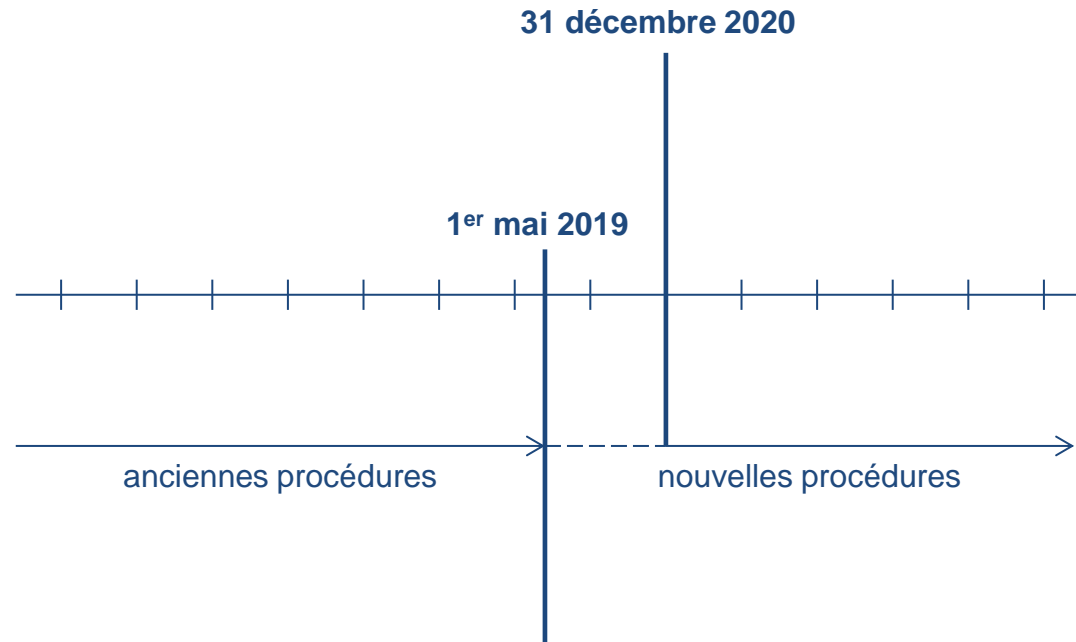 31 décembre 2020
1er mai 2019
anciennes procédures
nouvelles procédures